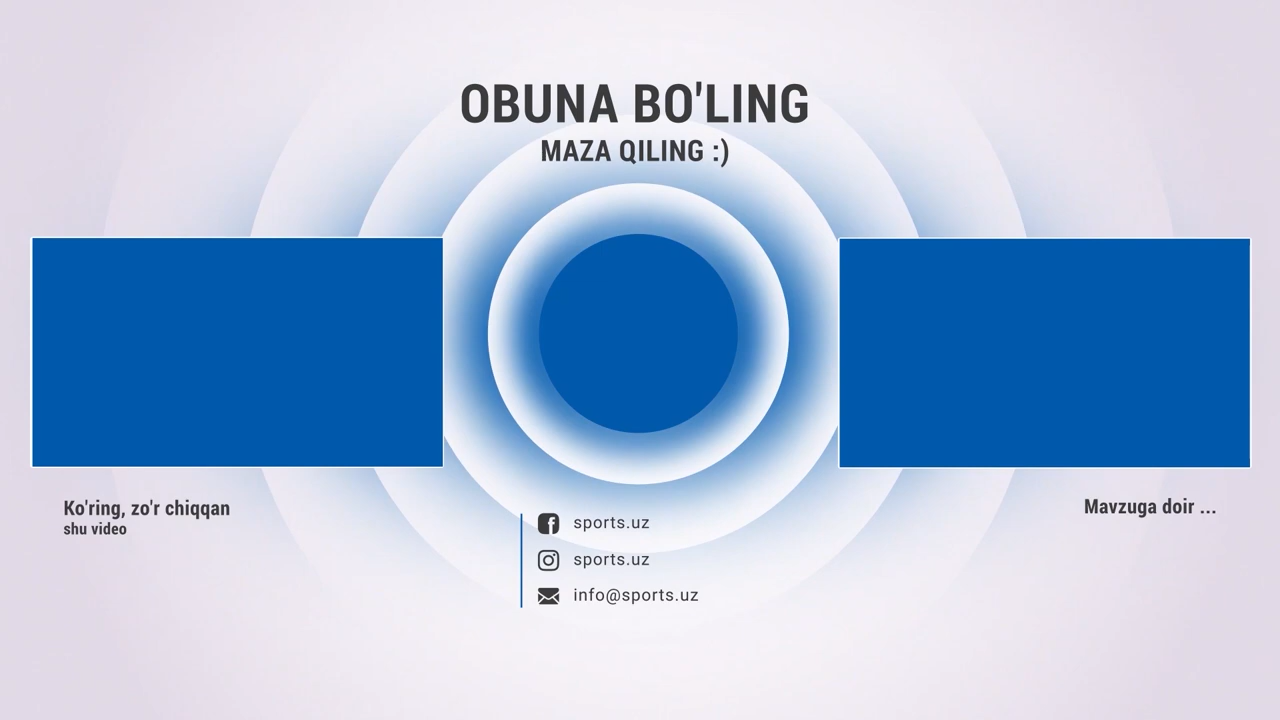 OBUNA BO'LING
MAZA QILING :)
Ko'ring, zo'r chiqqan
shu video
Mavzuga doir ...
sports.uz
sports.uz
info@sports.uz